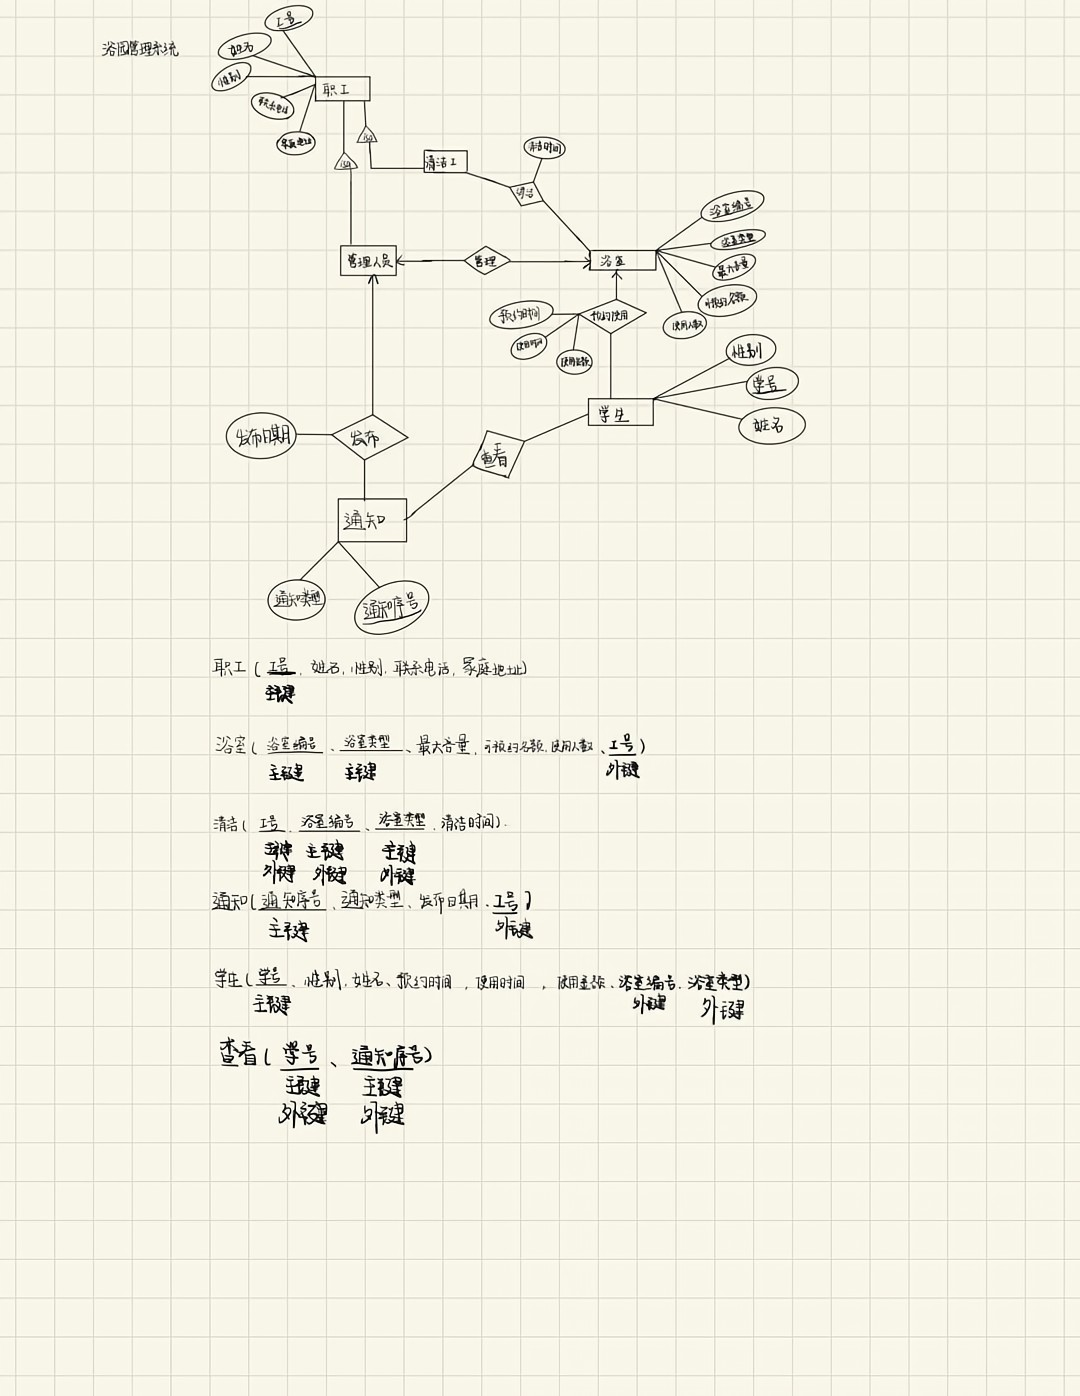 工号
浴园管理系统
姓名
性别
职工
联系电话
家庭地址
isa
isa
清洁工
清洁时间
清洁
浴室编号
浴室类型
最大容量
可预约名额
使用人数
管理人员
管理
浴室
预约时间
使用时间
使用金额
预约使用
性别
学号
姓名
学生
发布日期
发布
查看
通知
通知类型
通知序号
职工(工号, 姓名, 性别, 联系电话, 家庭地址)
主键
浴室(浴室编号、浴室类型、最大容量, 可预约名额, 使用人数、工号)
主键 主键 外键
清洁(工号、浴室编号、浴室类型, 清洁时间).
主键 主键 主键
外键 外键 外键
通知(通知序号、通知类型、发布日期、工号)
主键 外键
学生(学号、性别, 姓名、预约时间, 使用时间, 使用金额、浴室编号, 浴室类型)
主键 外键 外键
查看(学号、通知序号)
主键 主键
外键 外键